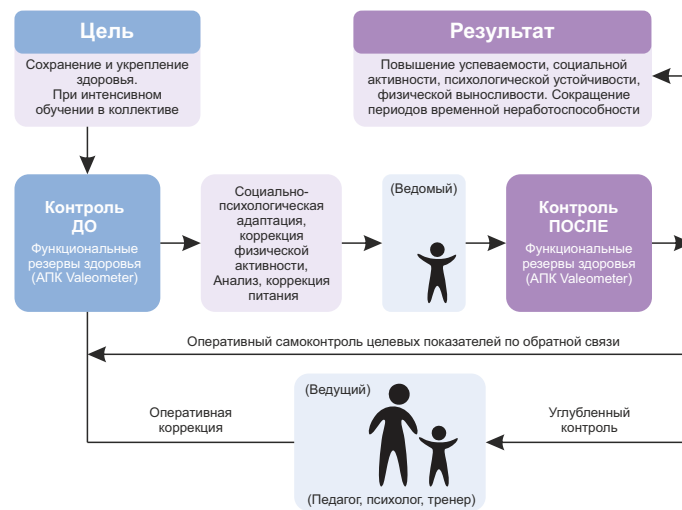 Цель
Сохранение и укрепление
здоровья.
При интенсивном
обучении в коллективе
Результат
Повышение успеваемости, социальной
активности, психологической устойчивости,
физической выносливости. Сокращение
периодов временной неработоспособности
Контроль
ДО
Функциональные
резервы здоровья
(АПК Valeometer)
Социально-
психологическая
адаптация,
коррекция
физической
активности,
Анализ, коррекция
питания
(Ведомый)
Контроль
ПОСЛЕ
Функциональные
резервы здоровья
(АПК Valeometer)
Оперативный самоконтроль целевых показателей по обратной связи
Оперативная
коррекция
(Ведущий)
(Педагог, психолог, тренер)
Углубленный
контроль